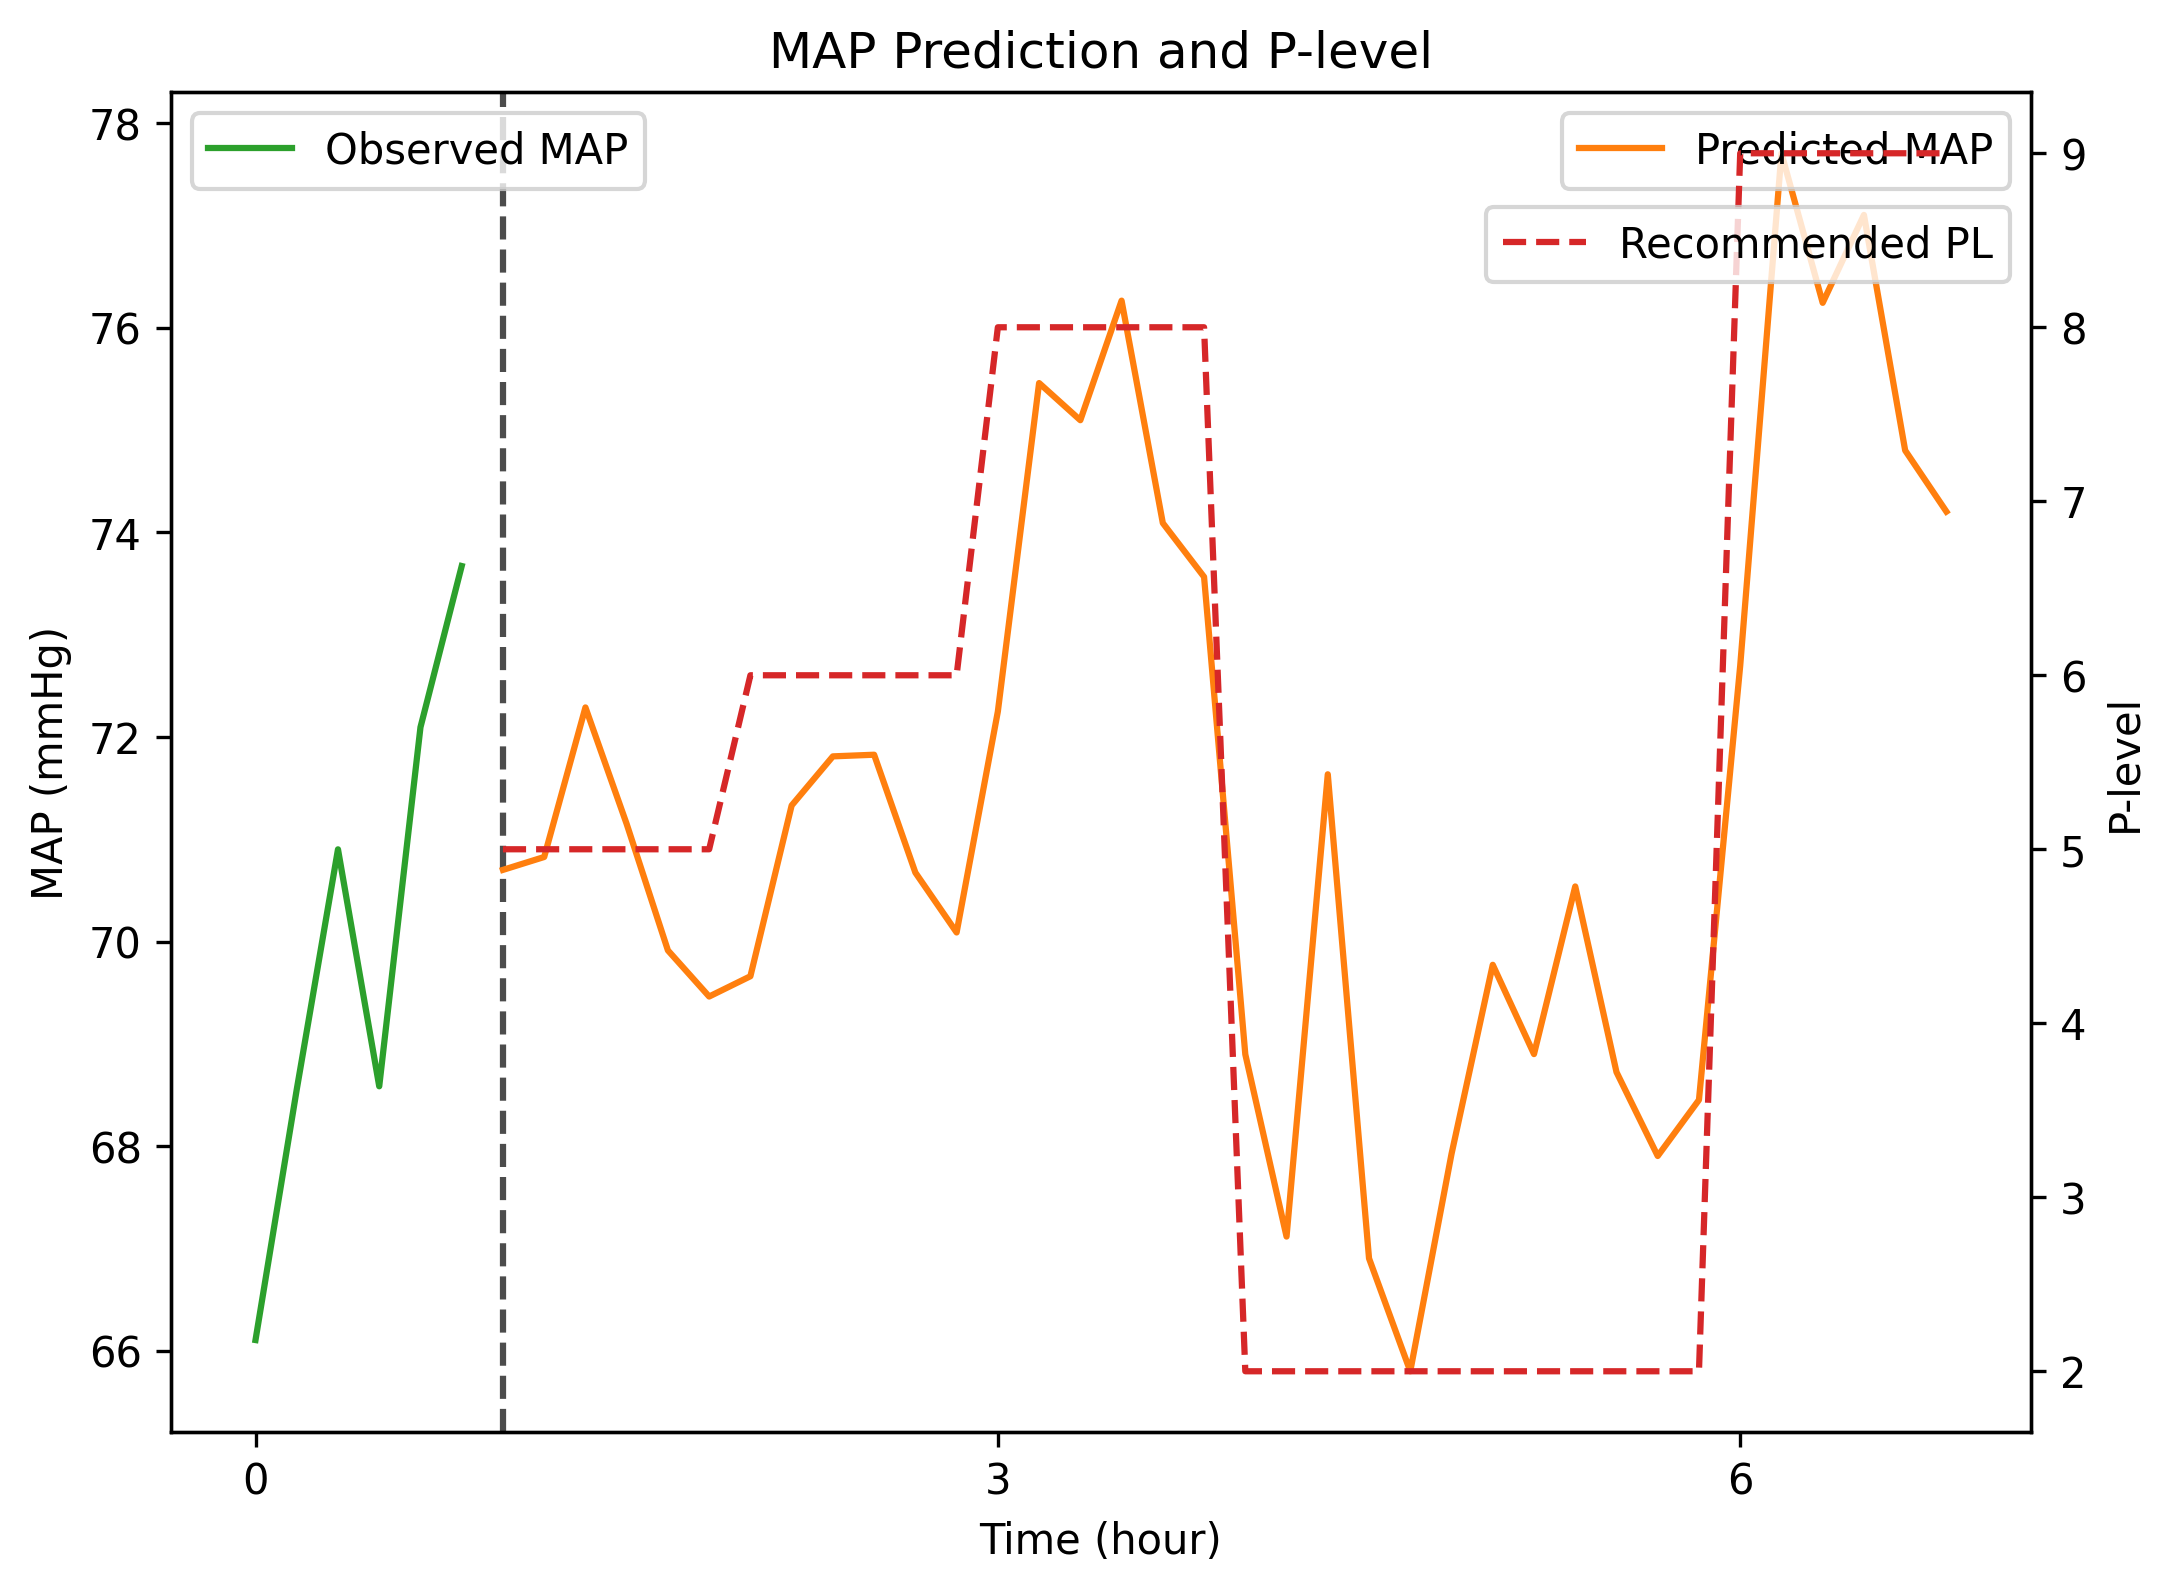 MAP Prediction and P-level
Observed MAP
Predicted MAP
Recommended PL
78
76
74
72
70
68
66
MAP (mmHg)
9
8
7
6
5
4
3
2
P-level
0 3 6
Time (hour)